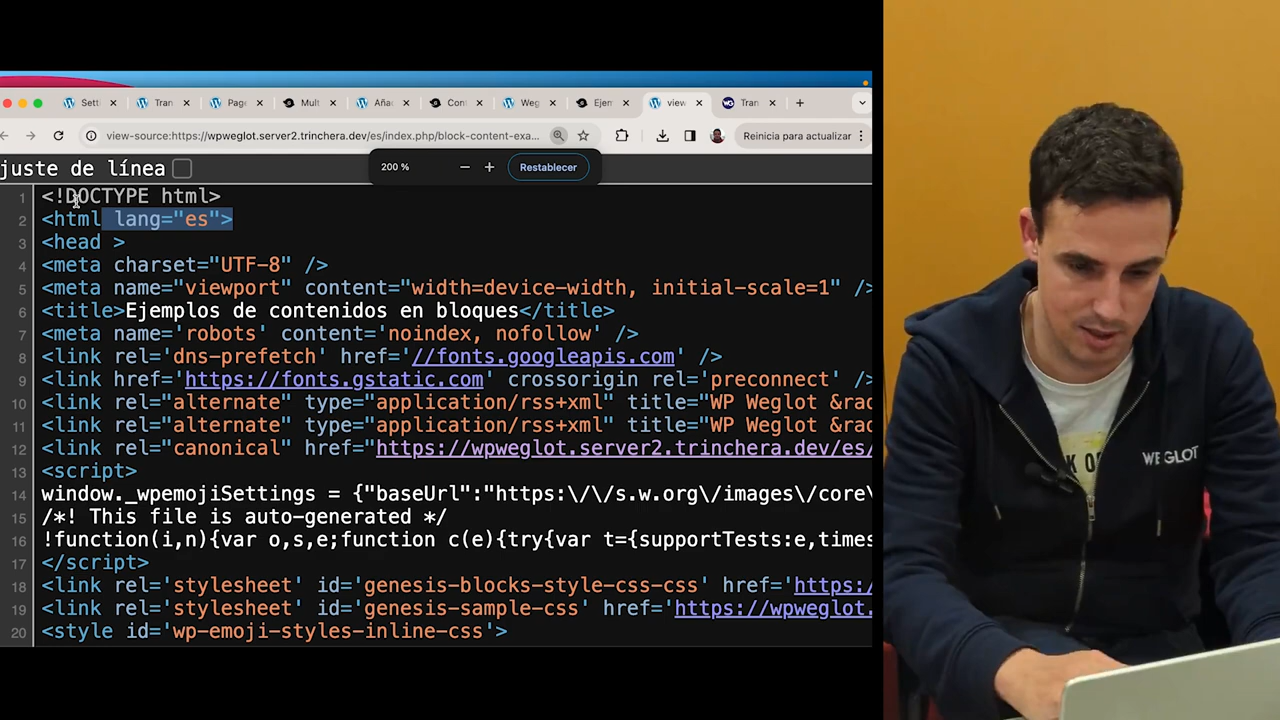 Sett
Tran
Page
Mult
Añac
Con
Weg
Ejem
view
Tran
view-source:https://wpweglot.server2.trinchera.dev/es/index.php/block-content-exa...
Reinicia para actualizar
juste de línea
200 %
Restablecer
1 <!DOCTYPE html>
2 <html lang="es">
3 <head >
4 <meta charset="UTF-8" />
5 <meta name="viewport" content="width=device-width, initial-scale=1" />
6 <title>Ejemplos de contenidos en bloques</title>
7 <meta name='robots' content='noindex, nofollow' />
8 <link rel='dns-prefetch' href='//fonts.googleapis.com' />
9 <link href='https://fonts.gstatic.com' crossorigin rel='preconnect' />
10 <link rel="alternate" type="application/rss+xml" title="WP Weglot &rad
11 <link rel="alternate" type="application/rss+xml" title="WP Weglot &rad
12 <link rel="canonical" href="https://wpweglot.server2.trinchera.dev/es/
13 <script>
14 window._wpemojiSettings = {"baseUrl":"https:\/\/s.w.org\/images\/core\
15 /*! This file is auto-generated */
16 !function(i,n){var o,s,e;function c(e){try{var t={supportTests:e,times
17 </script>
18 <link rel='stylesheet' id='genesis-blocks-style-css-css' href='https:/
19 <link rel='stylesheet' id='genesis-sample-css' href='https://wpweglot.
20 <style id='wp-emoji-styles-inline-css'>
WEGLOT